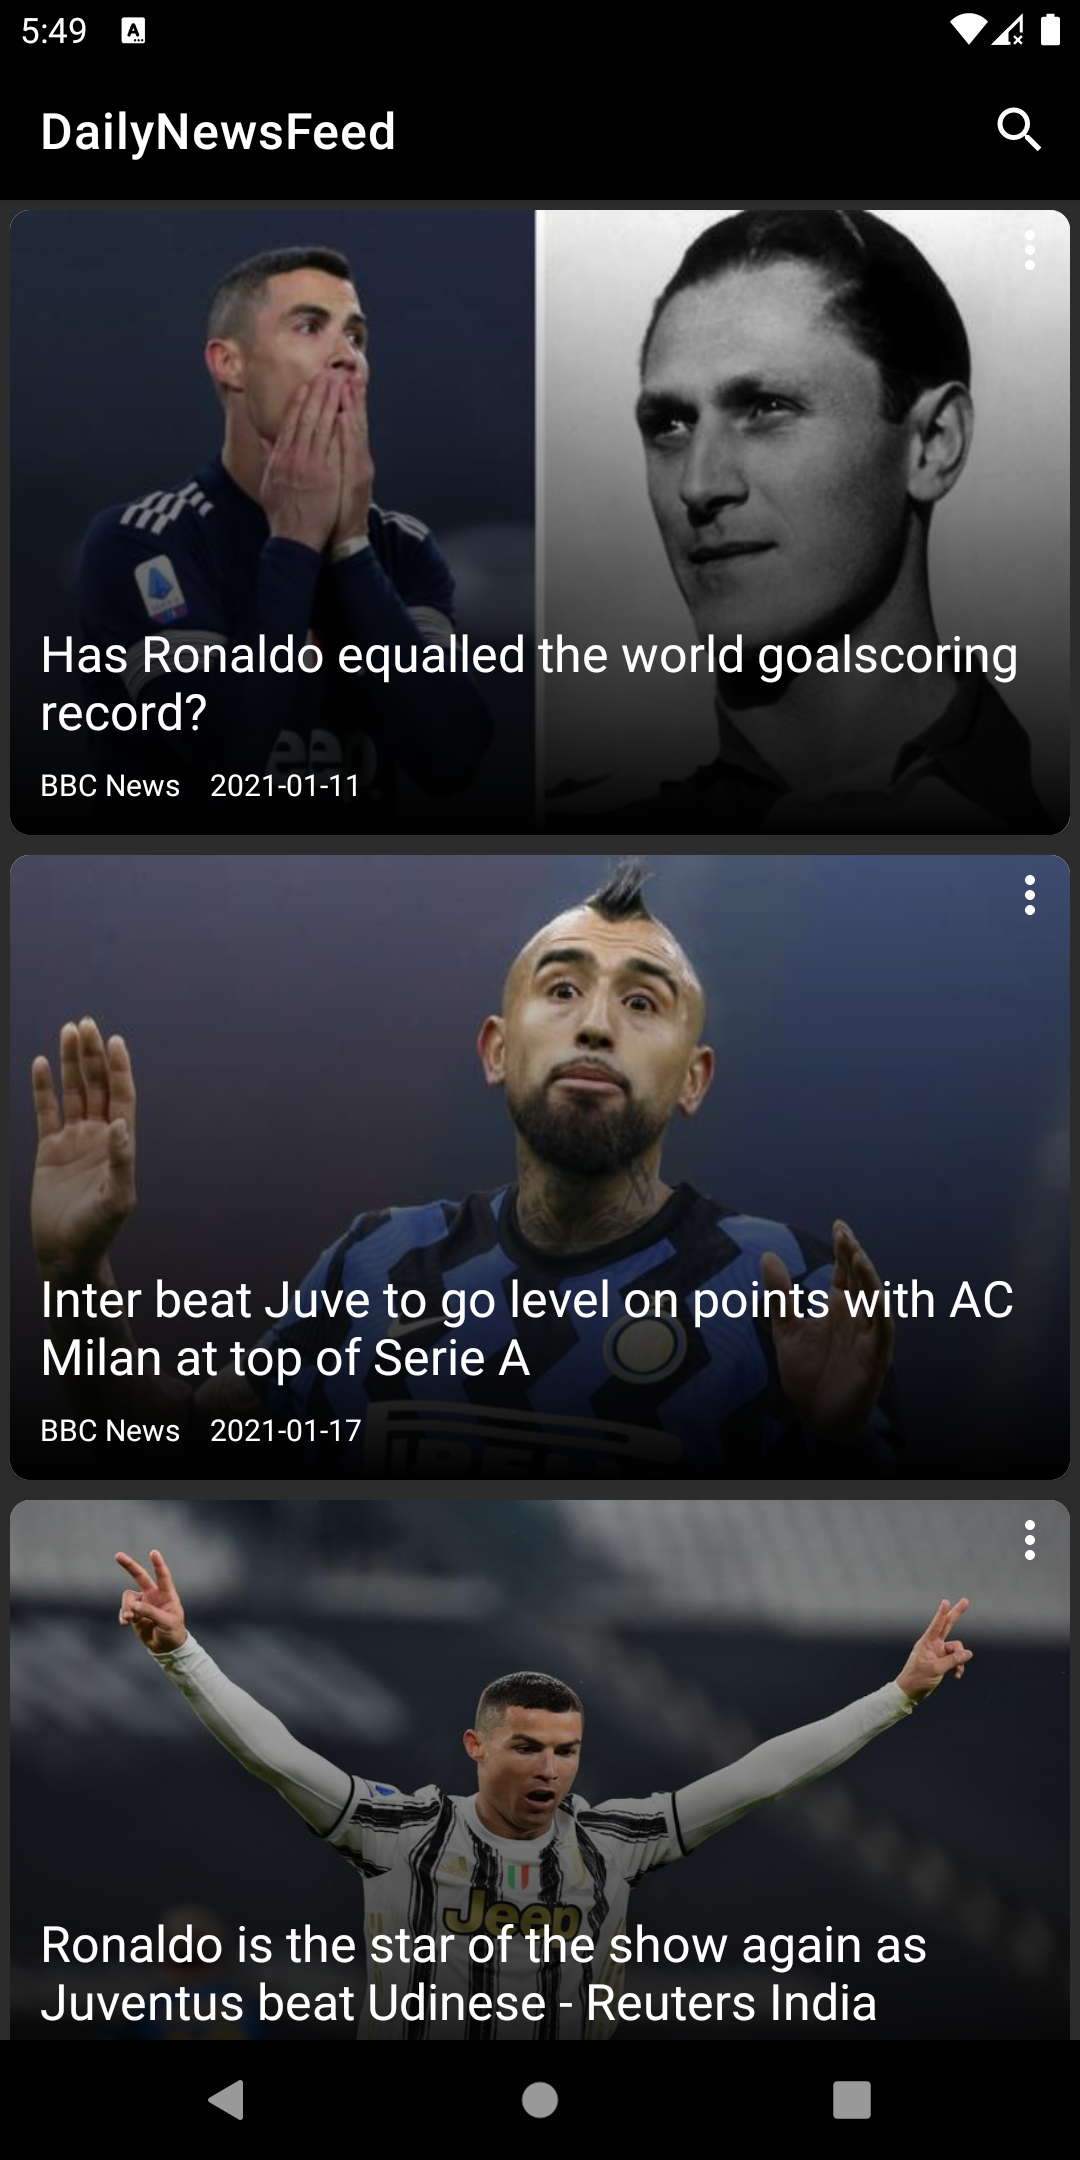 5:49
DailyNewsFeed
Has Ronaldo equalled the world goalscoring
record?
BBC News 2021-01-11
Inter beat Juve to go level on points with AC
Milan at top of Serie A
BBC News 2021-01-17
Jeep
Ronaldo is the star of the show again as
Juventus beat Udinese - Reuters India